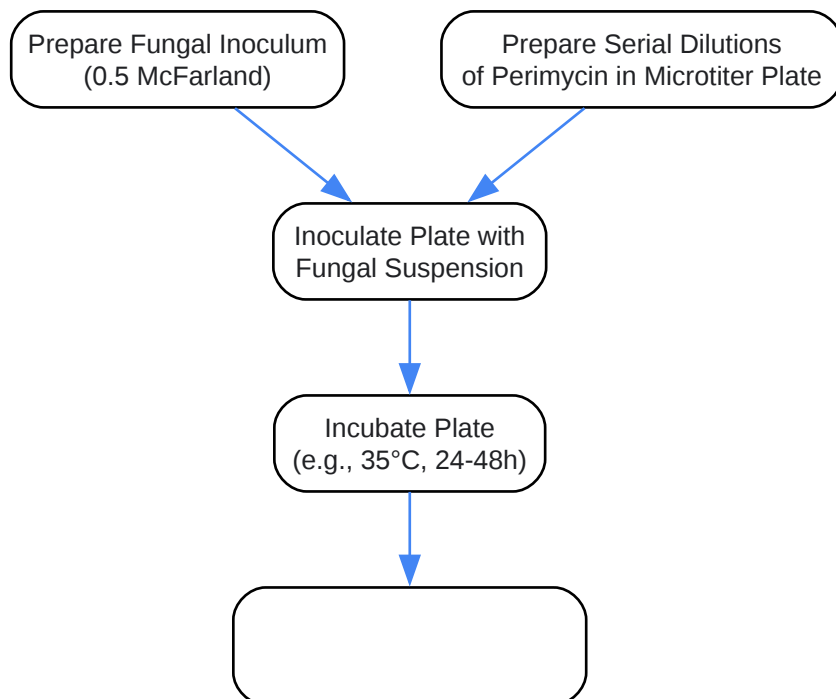 Prepare Fungal Inoculum
(0.5 McFarland)
Prepare Serial Dilutions
of Perimycin in Microtiter Plate
Inoculate Plate with
Fungal Suspension
Incubate Plate
(e.g., 35°C, 24-48h)